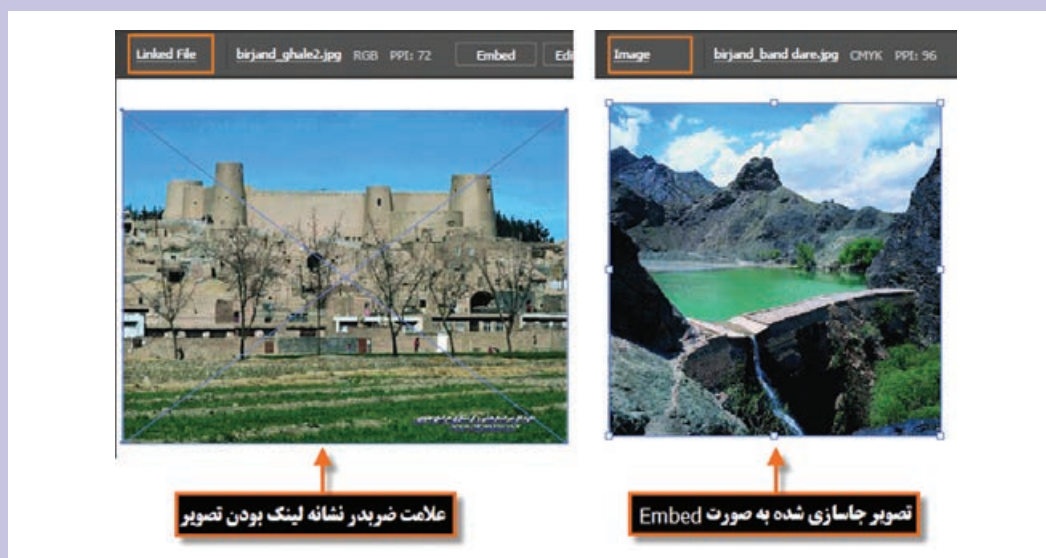 Linked File birjand_ghale2.jpg RGB PPI: 72 Embed Edi
Image birjand_band dare.jpg CMYK PPI: 96
علامت ضربدر نشانه لینک بودن تصویر
تصویر جاسازی شده به صورت Embed